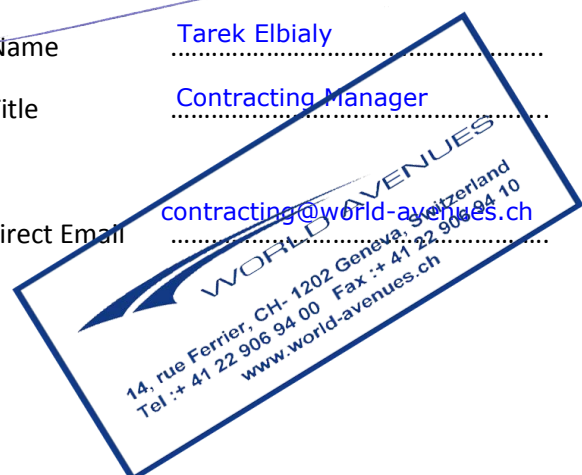 Name Tarek Elbialy
Title Contracting Manager
Direct Email contracting@world-avenues.ch
WORLD AVENUES
14, rue Ferrier, CH- 1202 Geneva, Switzerland
Tel :+ 41 22 906 94 00 Fax :+ 41 22 906 94 10
www.world-avenues.ch